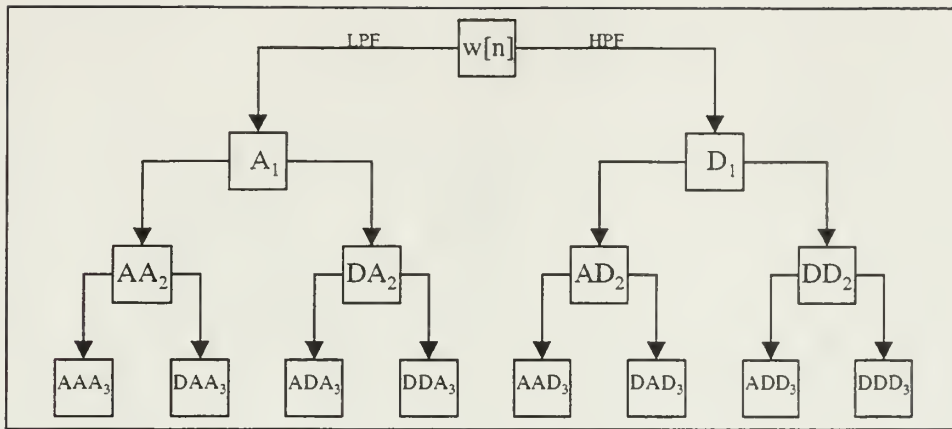 LPF w[n] HPF
A₁ D₁
AA₂ DA₂ AD₂ DD₂
AAA₃ DAA₃ ADA₃ DDA₃ AAD₃ DAD₃ ADD₃ DDD₃